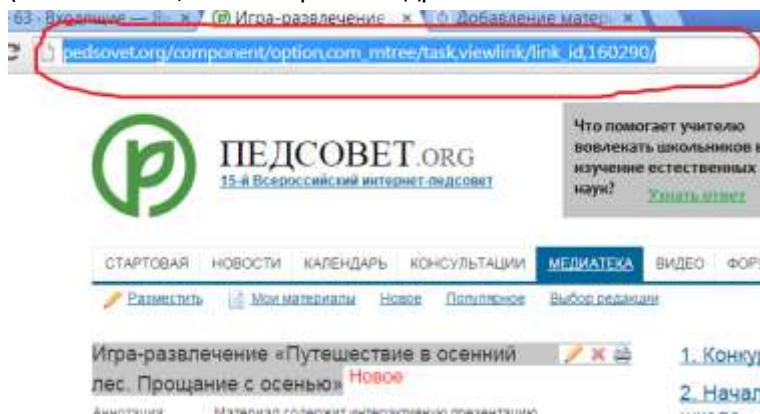 63 · Входящие — Я
Игра-развлечение
Добавление матер
pedsovet.org/component/option,com_mtree/task,viewlink/link_id,160290/
ПЕДСОВЕТ.ORG
15-й Всероссийский интернет-педсовет
Что помогает учителю
вовлекать школьников в
изучение естественных
наук?
Узнать ответ
СТАРТОВАЯ НОВОСТИ КАЛЕНДАРЬ КОНСУЛЬТАЦИИ МЕДИАТЕКА ВИДЕО ФОР
Разместить Мои материалы Новое Популярное Выбор редакции
Игра-развлечение «Путешествие в осенний
лес. Прощание с осенью» Новое
1. Конку
2. Начал
Аннотация Материал содержит интерактивную презентацию